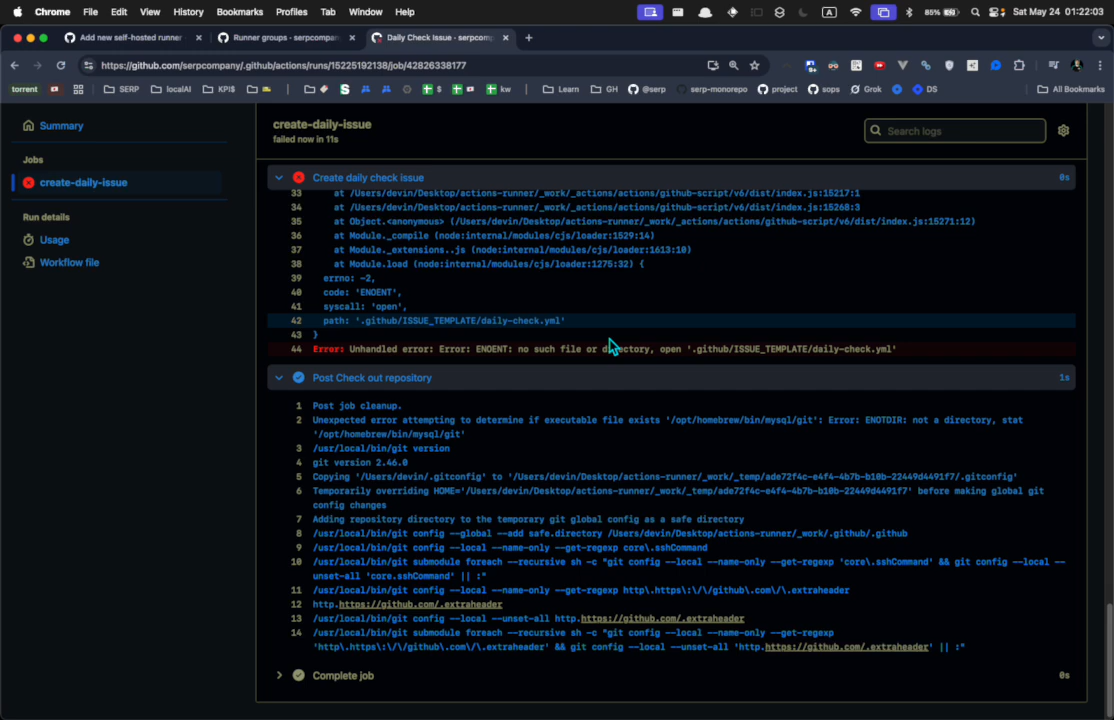 Chrome File Edit View History Bookmarks Profiles Tab Window Help A 85% Sat May 24 01:22:03
Add new self-hosted runner Runner groups - serpcompan Daily Check Issue - serpcom
https://github.com/serpcompany/.github/actions/runs/15225192138/job/42826338177
torrent SERP localAI KPI$ $ kw Learn GH @serp serp-monorepo project sops Grok DS All Bookmarks
Summary
Jobs
create-daily-issue
Run details
Usage
Workflow file
create-daily-issue
failed now in 11s
Search logs
Create daily check issue 0s
33 at /Users/devin/Desktop/actions-runner/_work/_actions/actions/github-script/v6/dist/index.js:15217:1
34 at /Users/devin/Desktop/actions-runner/_work/_actions/actions/github-script/v6/dist/index.js:15268:3
35 at Object.<anonymous> (/Users/devin/Desktop/actions-runner/_work/_actions/actions/github-script/v6/dist/index.js:15271:12)
36 at Module._compile (node:internal/modules/cjs/loader:1529:14)
37 at Module._extensions..js (node:internal/modules/cjs/loader:1613:10)
38 at Module.load (node:internal/modules/cjs/loader:1275:32) {
39 errno: -2,
40 code: 'ENOENT',
41 syscall: 'open',
42 path: '.github/ISSUE_TEMPLATE/daily-check.yml'
43 }
44 Error: Unhandled error: Error: ENOENT: no such file or directory, open '.github/ISSUE_TEMPLATE/daily-check.yml'
Post Check out repository 1s
1 Post job cleanup.
2 Unexpected error attempting to determine if executable file exists '/opt/homebrew/bin/mysql/git': Error: ENOTDIR: not a directory, stat
'/opt/homebrew/bin/mysql/git'
3 /usr/local/bin/git version
4 git version 2.46.0
5 Copying '/Users/devin/.gitconfig' to '/Users/devin/Desktop/actions-runner/_work/_temp/ade72f4c-e4f4-4b7b-b10b-22449d4491f7/.gitconfig'
6 Temporarily overriding HOME='/Users/devin/Desktop/actions-runner/_work/_temp/ade72f4c-e4f4-4b7b-b10b-22449d4491f7' before making global git
config changes
7 Adding repository directory to the temporary git global config as a safe directory
8 /usr/local/bin/git config --global --add safe.directory /Users/devin/Desktop/actions-runner/_work/.github/.github
9 /usr/local/bin/git config --local --name-only --get-regexp core\.sshCommand
10 /usr/local/bin/git submodule foreach --recursive sh -c "git config --local --name-only --get-regexp 'core\.sshCommand' && git config --local --
unset-all 'core.sshCommand' || :"
11 /usr/local/bin/git config --local --name-only --get-regexp http\.https\:\/\/github\.com\/\.extraheader
12 http.https://github.com/.extraheader
13 /usr/local/bin/git config --local --unset-all http.https://github.com/.extraheader
14 /usr/local/bin/git submodule foreach --recursive sh -c "git config --local --name-only --get-regexp
'http\.https\:\/\/github\.com\/\.extraheader' && git config --local --unset-all 'http.https://github.com/.extraheader' || :"
Complete job 0s